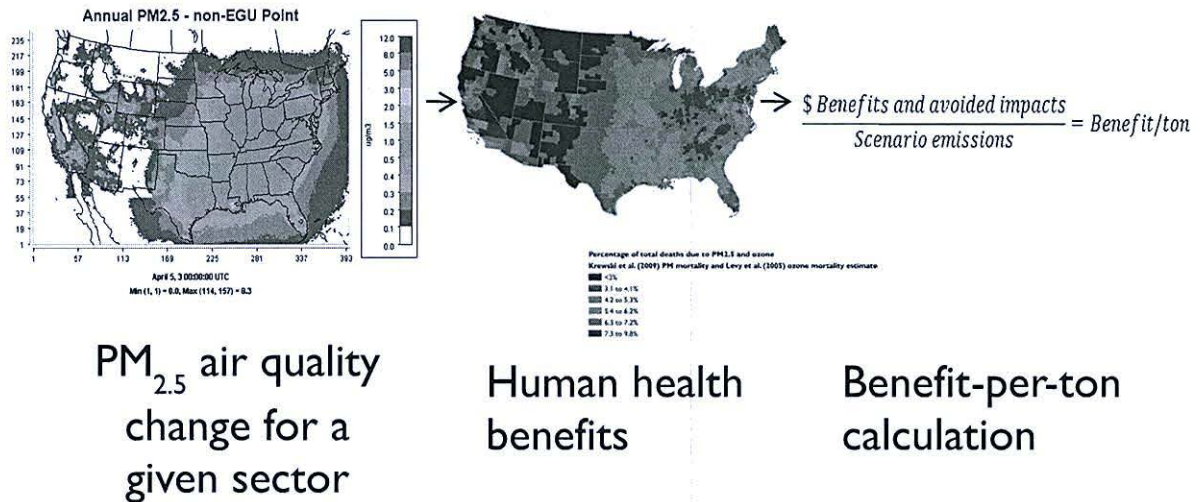 Annual PM2.5 - non-EGU Point
235
217
199
181
163
145
127
109
91
73
55
37
19
1
1
57
113
169
225
281
337
393
12.0
8.0
5.0
3.0
2.0
1.5
1.0
0.5
0.4
0.3
0.2
0.1
0.0
ug/m3
April 5, 3 00:00:00 UTC
Min (1, 1) = 0.0, Max (114, 157) = 8.3
Percentage of total deaths due to PM2.5 and ozone
Krewski et al. (2009) PM mortality and Levy et al. (2005) ozone mortality estimate
<3%
3.1 to 4.1%
4.2 to 5.3%
5.4 to 6.2%
6.3 to 7.2%
7.3 to 9.8%
$ Benefits and avoided impacts
Scenario emissions
= Benefit/ton
PM2.5 air quality
change for a
given sector
Human health
benefits
Benefit-per-ton
calculation